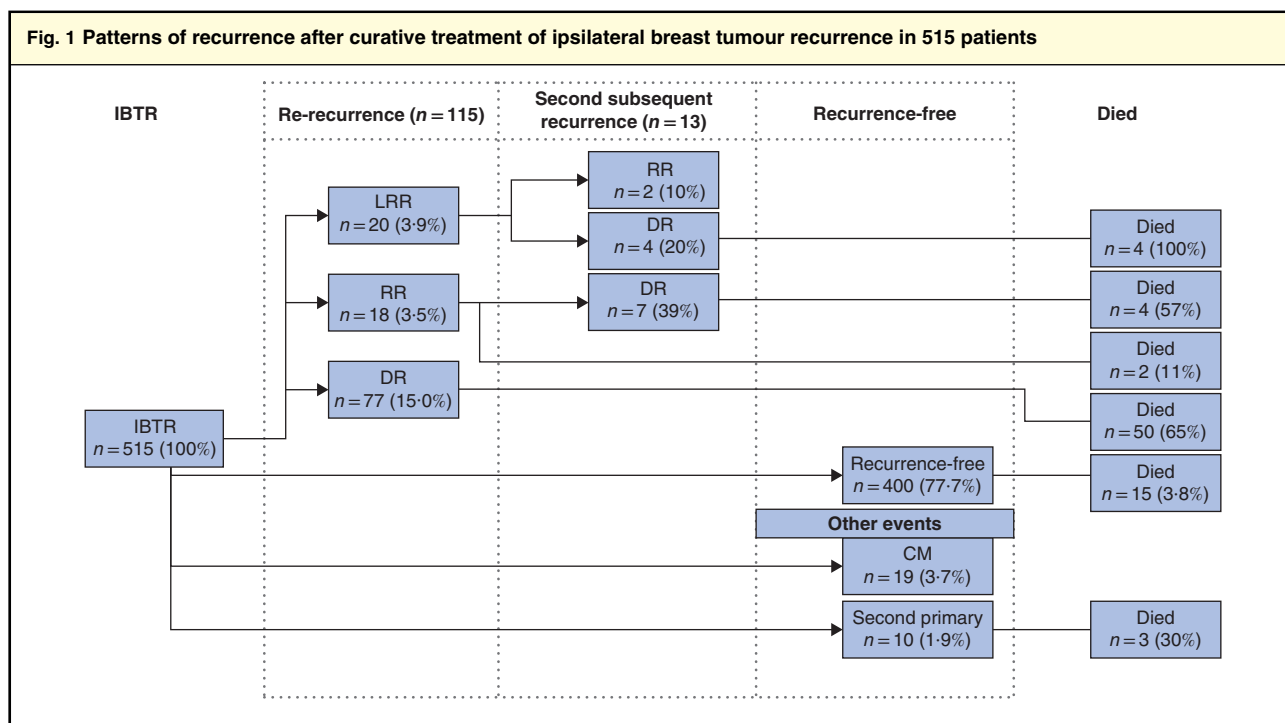 Fig. 1 Patterns of recurrence after curative treatment of ipsilateral breast tumour recurrence in 515 patients
IBTR
Re-recurrence (n = 115)
Second subsequent
recurrence (n = 13)
Recurrence-free
Died
LRR
n = 20 (3·9%)
RR
n = 18 (3·5%)
DR
n = 77 (15·0%)
IBTR
n = 515 (100%)
RR
n = 2 (10%)
DR
n = 4 (20%)
DR
n = 7 (39%)
Recurrence-free
n = 400 (77·7%)
Other events
CM
n = 19 (3·7%)
Second primary
n = 10 (1·9%)
Died
n = 4 (100%)
Died
n = 4 (57%)
Died
n = 2 (11%)
Died
n = 50 (65%)
Died
n = 15 (3·8%)
Died
n = 3 (30%)